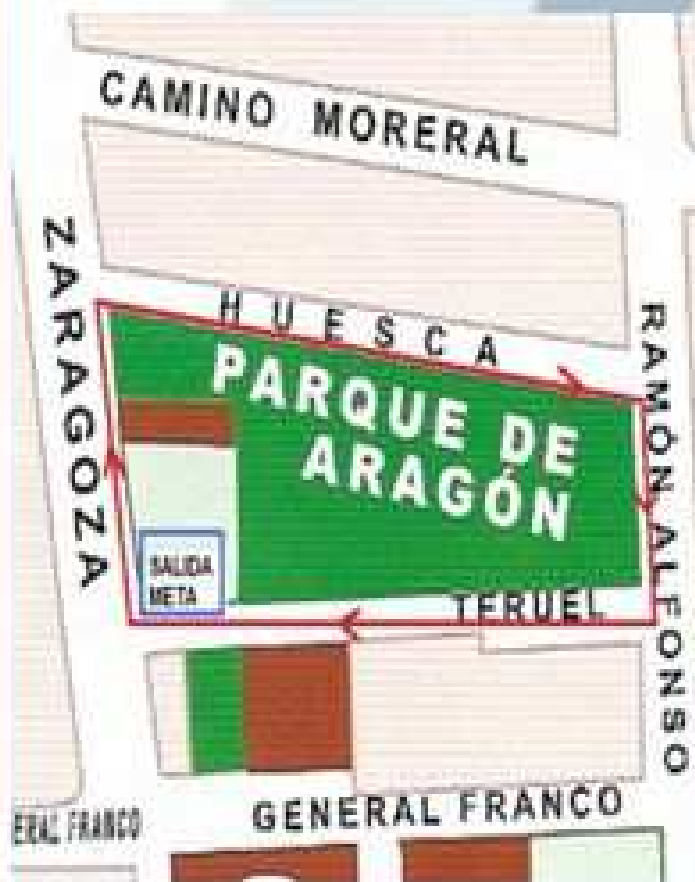 CAMINO MORERAL
ZARAGOZA
HUESCA
RAMÓN ALFONSO
PARQUE DE
ARAGÓN
SALIDA
META
TERUEL
GENERAL FRANCO
ERAL FRANCO